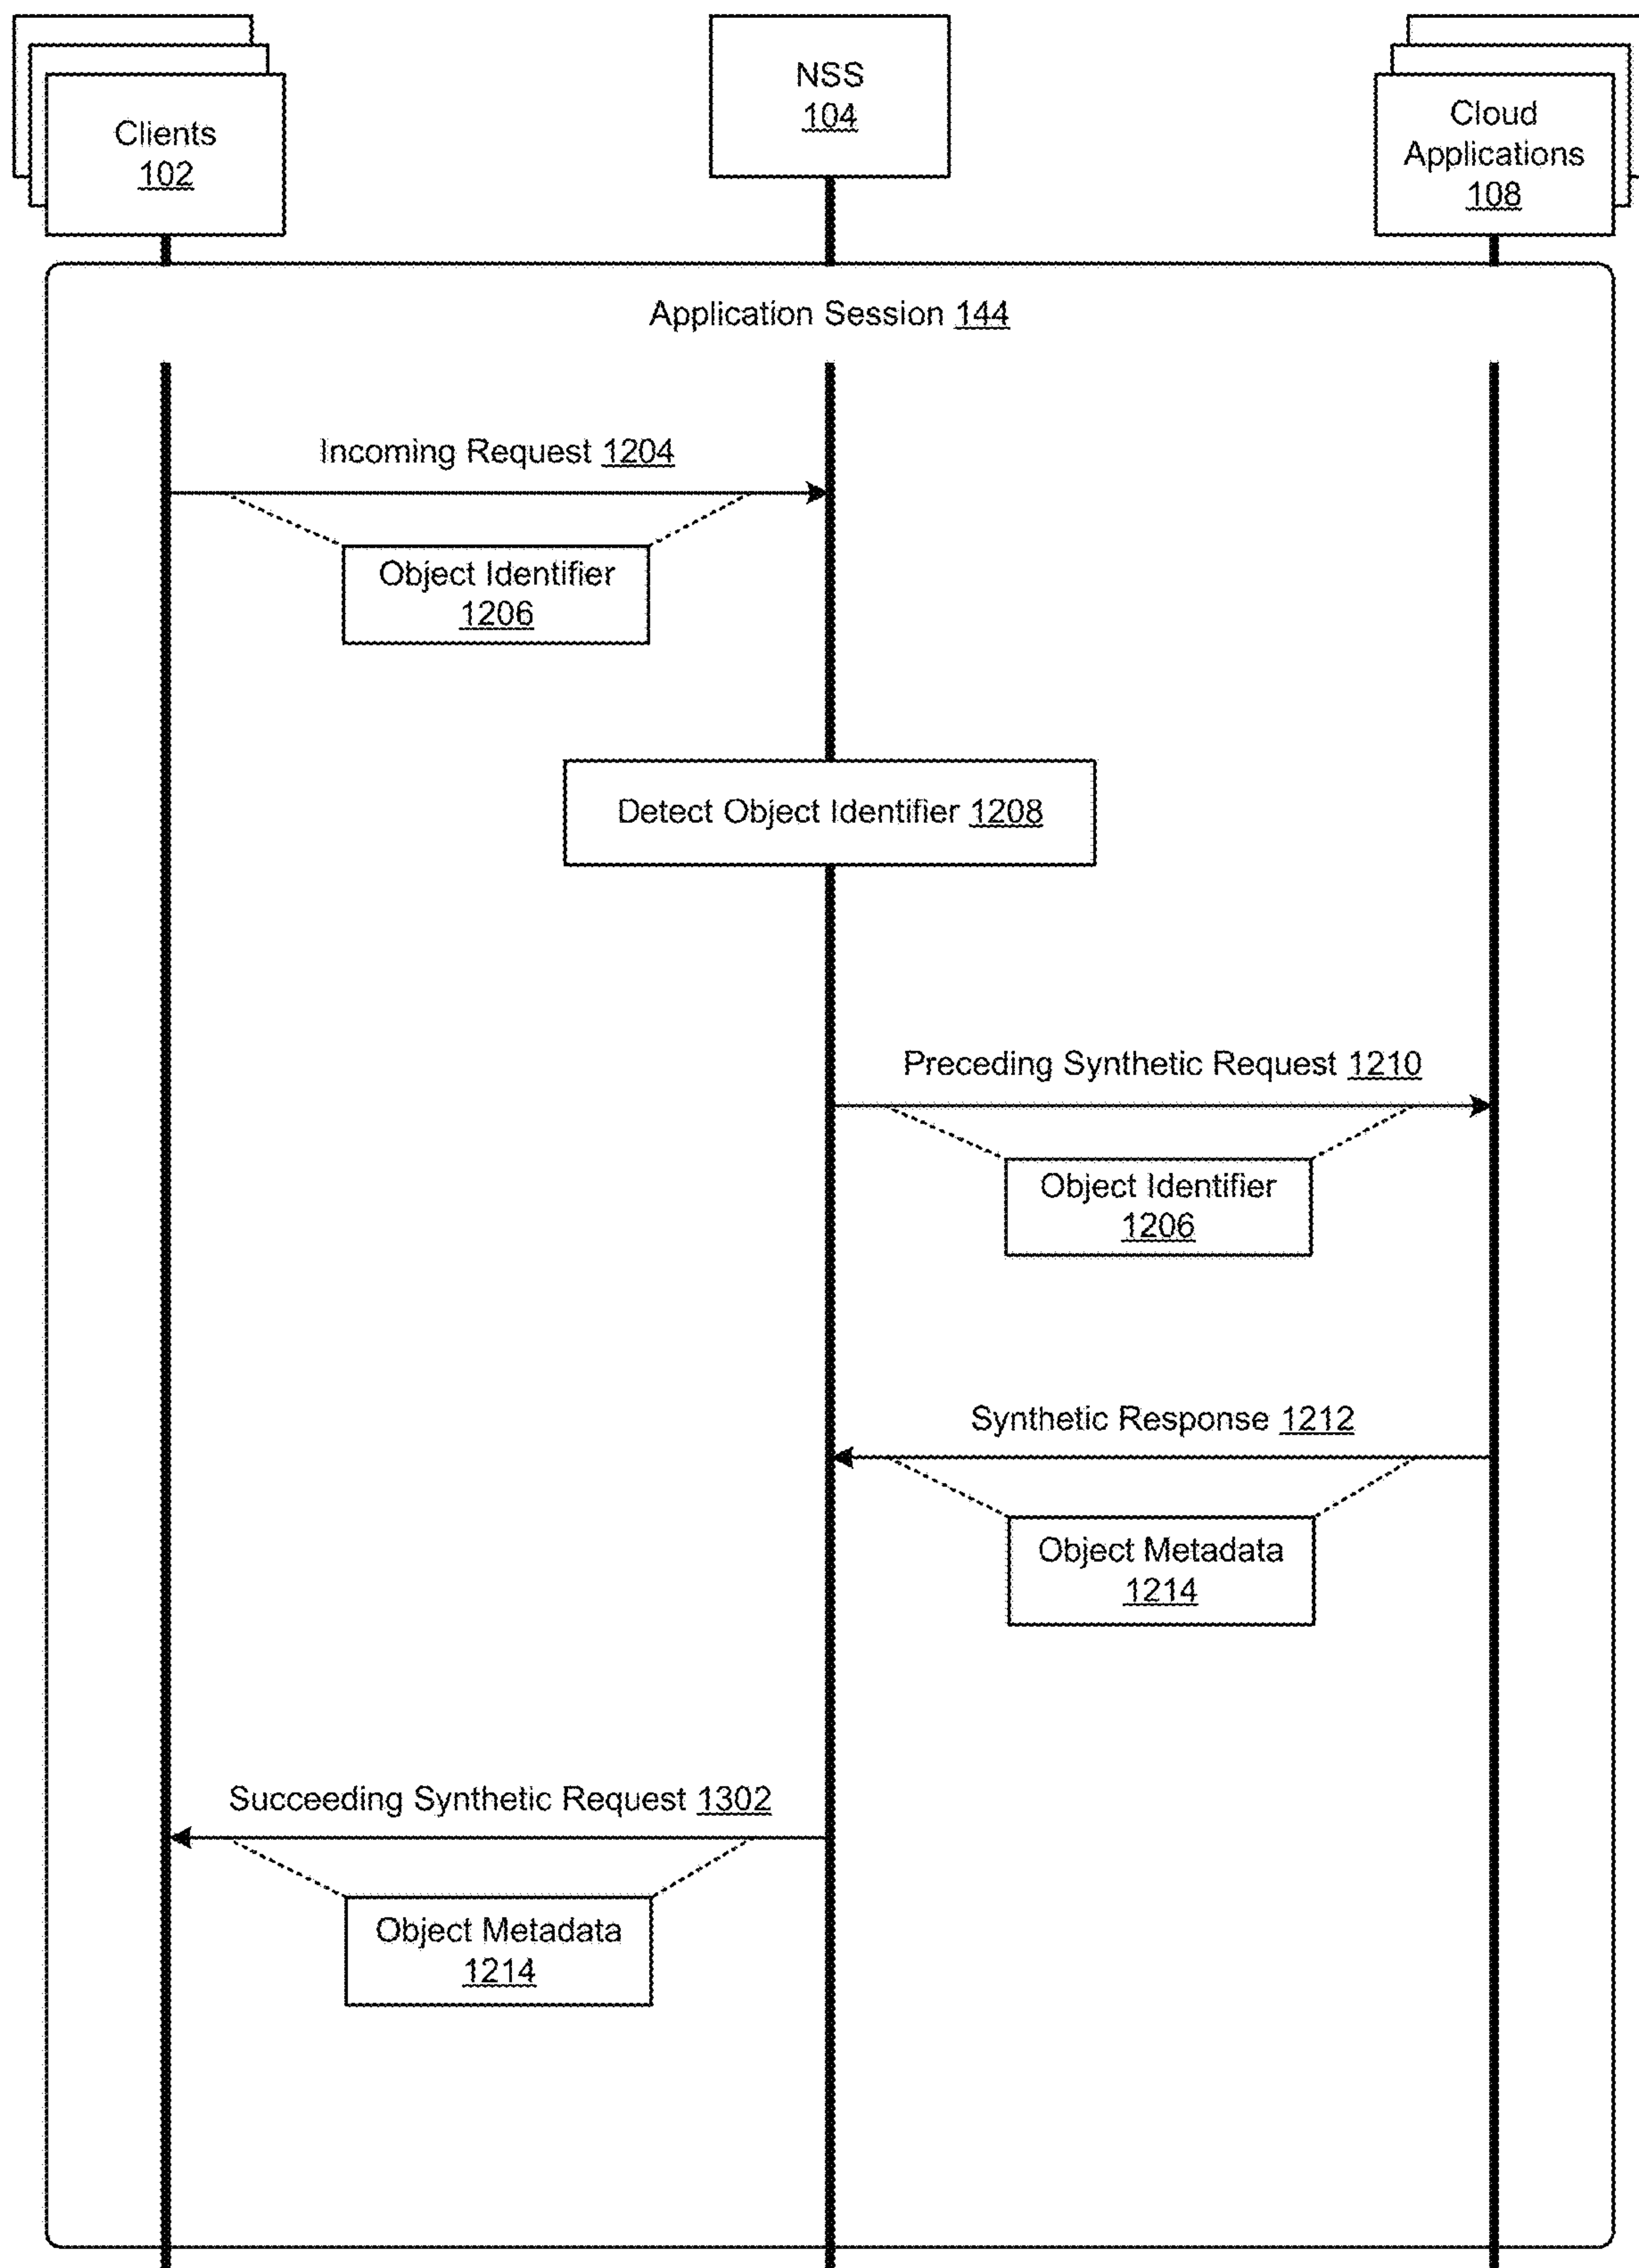 Clients
102
NSS
104
Cloud
Applications
108
Application Session 144
Incoming Request 1204
Object Identifier
1206
Detect Object Identifier 1208
Preceding Synthetic Request 1210
Object Identifier
1206
Synthetic Response 1212
Object Metadata
1214
Succeeding Synthetic Request 1302
Object Metadata
1214